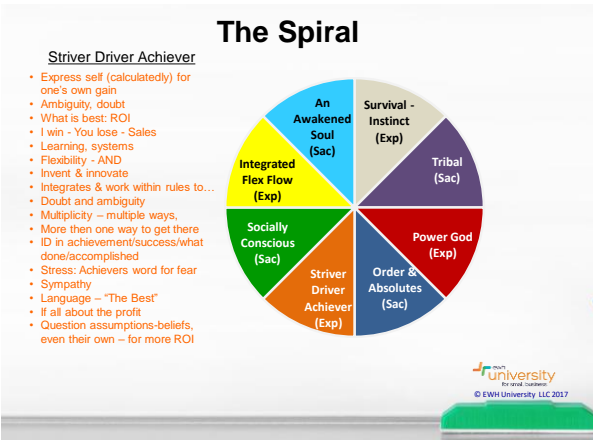 The Spiral
Striver Driver Achiever
• Express self (calculatedly) for
one's own gain
• Ambiguity, doubt
• What is best: ROI
• I win - You lose - Sales
• Learning, systems
• Flexibility - AND
• Invent & innovate
• Integrates & work within rules to…
• Doubt and ambiguity
• Multiplicity – multiple ways,
• More then one way to get there
• ID in achievement/success/what
done/accomplished
• Stress: Achievers word for fear
• Sympathy
• Language – "The Best"
• If all about the profit
• Question assumptions-beliefs,
even their own – for more ROI
An
Awakened
Soul
(Sac)
Survival -
Instinct
(Exp)
Tribal
(Sac)
Power God
(Exp)
Order &
Absolutes
(Sac)
Striver
Driver
Achiever
(Exp)
Socially
Conscious
(Sac)
Integrated
Flex Flow
(Exp)
EWH
university
for small business
© EWH University LLC 2017